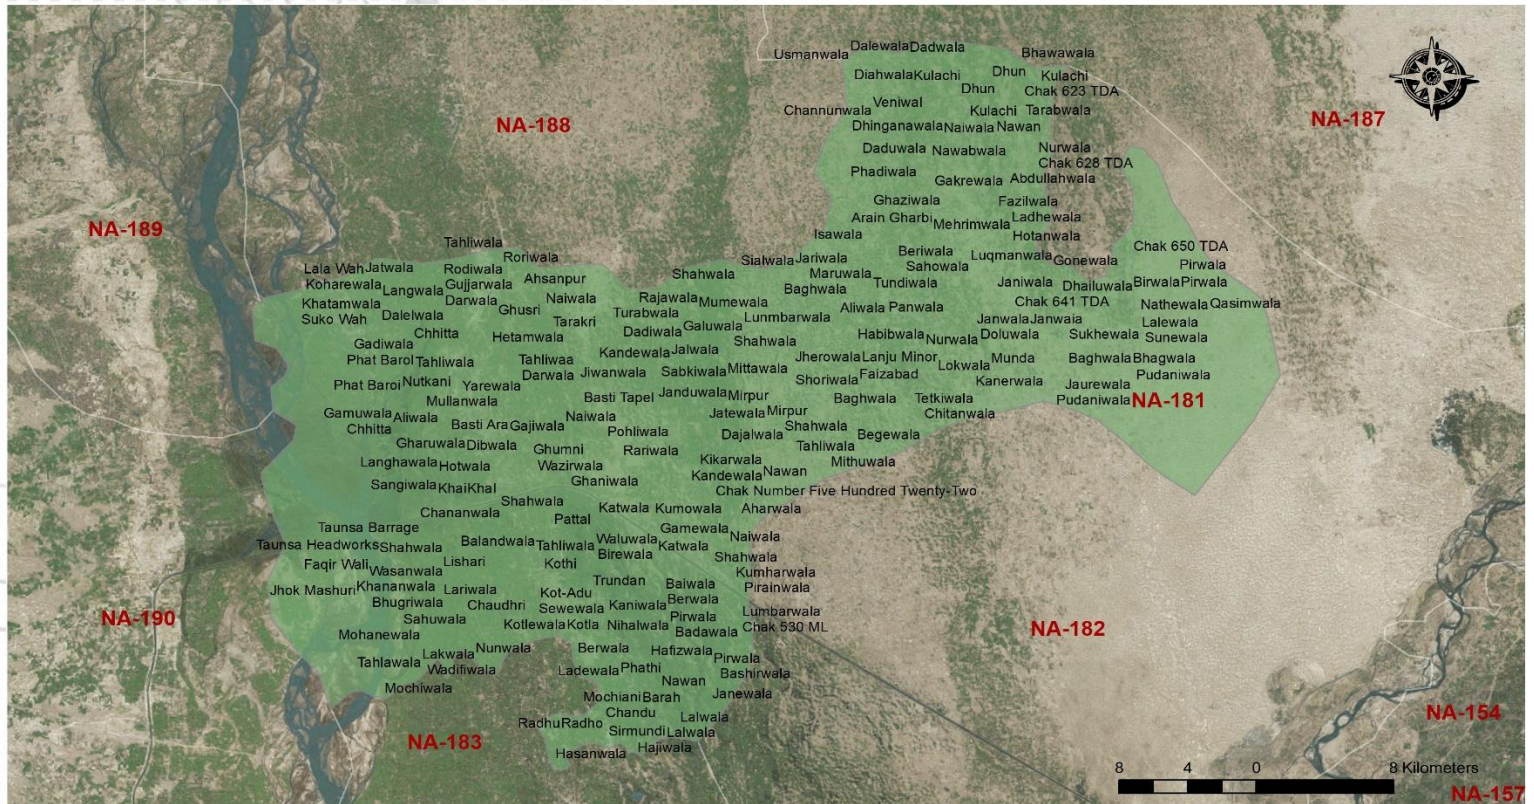 Usmanwala Dalewala Dadwala Bhawawala
Diahwala Kulachi Dhun Kulachi
Dhun Chak 623 TDA
Channunwala Veniwal Kulachi Tarabwala
NA-188 NA-187
Dhinganawala Naiwala Nawan
Daduwala Nawabwala Nurwala
Chak 628 TDA
Phadiwala Gakrewala Abdullahwala
Ghaziwala Fazilwala
Arain Gharbi Mehrimwala Ladhewala
NA-189
Isawala Hotanwala
Tahliwala Chak 650 TDA
Roriwala Sialwala Jariwala Beriwala Luqmanwala Gonewala
Lala Wah Jatwala Rodiwala Shahwala Maruwala Sahowala Pirwala
Koharewala Langwala Gujjarwala Ahsanpur Baghwala Tundiwala Janiwala Dhailuwala Birwala Pirwala
Khatamwala Darwala Ghusri Naiwala Rajawala Mumewala Aliwala Panwala Chak 641 TDA Nathewala Qasimwala
Suko Wah Dalelwala Tarakri Turabwala Lunmbarwala Janwala Janwaia Lalewala
Chhitta Hetamwala Dadiwala Galuwala Shahwala Habibwala Nurwala Doluwala Sukhewala Sunewala
Gadiwala Kandewala Jalwala
Phat Barol Tahliwala Tahliwaa Jherowala Lanju Minor Lokwala Munda Baghwala Bhagwala
Phat Baroi Nutkani Yarewala Darwala Jiwanwala Sabkiwala Mittawala Shoriwala Faizabad Kanerwala Jaurewala Pudaniwala
Mullanwala Basti Tapel Janduwala Mirpur Baghwala Tetkiwala Pudaniwala NA-181
Gamuwala Aliwala Naiwala Jatewala Mirpur Chitanwala
Chhitta Basti Ara Gajiwala Pohliwala Dajalwala Shahwala Begewala
Gharuwala Dibwala Ghumni Rariwala Tahliwala
Langhawala Hotwala Wazirwala Kikarwala Nawan Mithuwala
Sangiwala Khai Khal Ghaniwala Kandewala
Chak Number Five Hundred Twenty-Two
Chananwala Shahwala Pattal Katwala Kumowala Aharwala
Taunsa Barrage Gamewala
Taunsa Headworks Shahwala Balandwala Tahliwala Waluwala Katwala Naiwala
Faqir Wali Wasanwala Lishari Kothi Birewala Shahwala
Kumharwala
Jhok Mashuri Khananwala Lariwala Kot-Adu Trundan Baiwala Pirainwala
Bhugriwala Chaudhri Sewewala Kaniwala Berwala Lumbarwala
NA-190 Sahuwala Kotlewala Kotla Nihalwala Pirwala Chak 530 ML NA-182
Mohanewala Badawala
Lakwala Nunwala Berwala Hafizwala
Tahlawala Wadifiwala Ladewala Phathi Pirwala
Mochiwala Nawan Bashirwala
Mochiani Barah Janewala
Radhu Radho Chandu Lalwala NA-154
NA-183 Sirmundi Lalwala
Hasanwala Hajiwala
8 4 0 8 Kilometers
NA-157